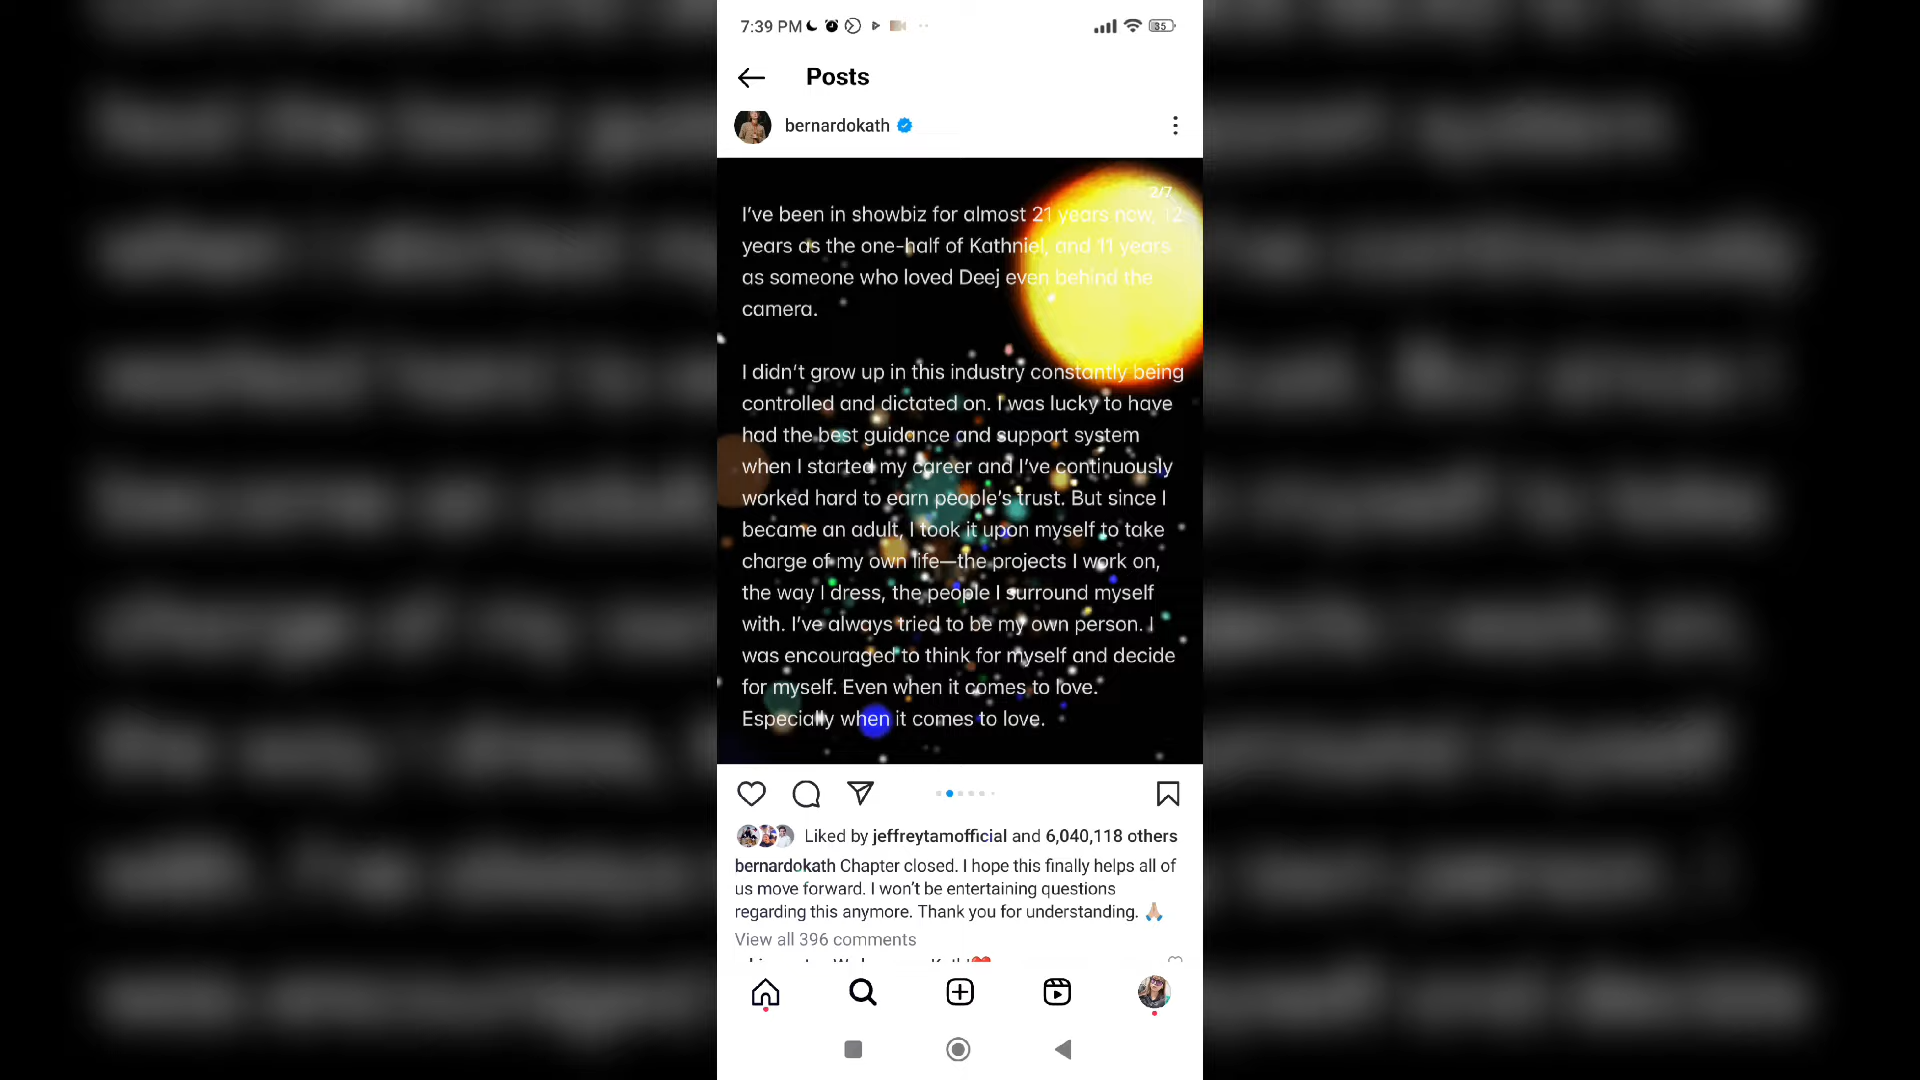 7:39 PM
35
Posts
bernardokath
2/7
I've been in showbiz for almost 21 years now, 12
years as the one-half of Kathniel, and 11 years
as someone who loved Deej even behind the
camera.
I didn't grow up in this industry constantly being
controlled and dictated on. I was lucky to have
had the best guidance and support system
when I started my career and I've continuously
worked hard to earn people's trust. But since I
became an adult, I took it upon myself to take
charge of my own life—the projects I work on,
the way I dress, the people I surround myself
with. I've always tried to be my own person. I
was encouraged to think for myself and decide
for myself. Even when it comes to love.
Especially when it comes to love.
Liked by jeffreytamofficial and 6,040,118 others
bernardokath Chapter closed. I hope this finally helps all of
us move forward. I won't be entertaining questions
regarding this anymore. Thank you for understanding. 🙏🏼
View all 396 comments